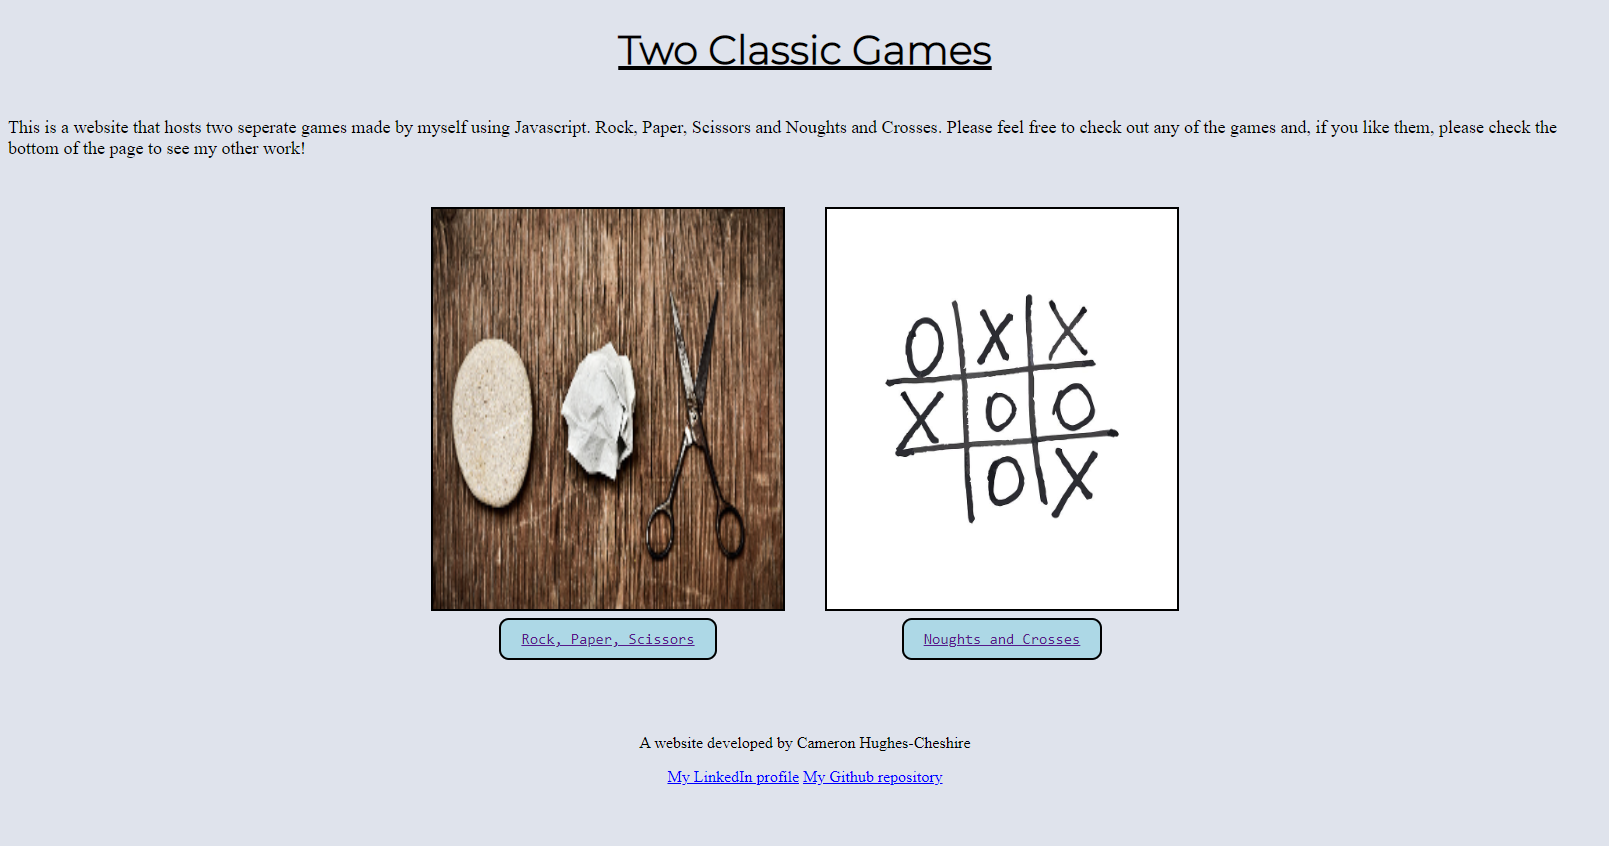 Two Classic Games
This is a website that hosts two seperate games made by myself using Javascript. Rock, Paper, Scissors and Noughts and Crosses. Please feel free to check out any of the games and, if you like them, please check the
bottom of the page to see my other work!
O X X
X O O
O X
Rock, Paper, Scissors
Noughts and Crosses
A website developed by Cameron Hughes-Cheshire
My LinkedIn profile My Github repository